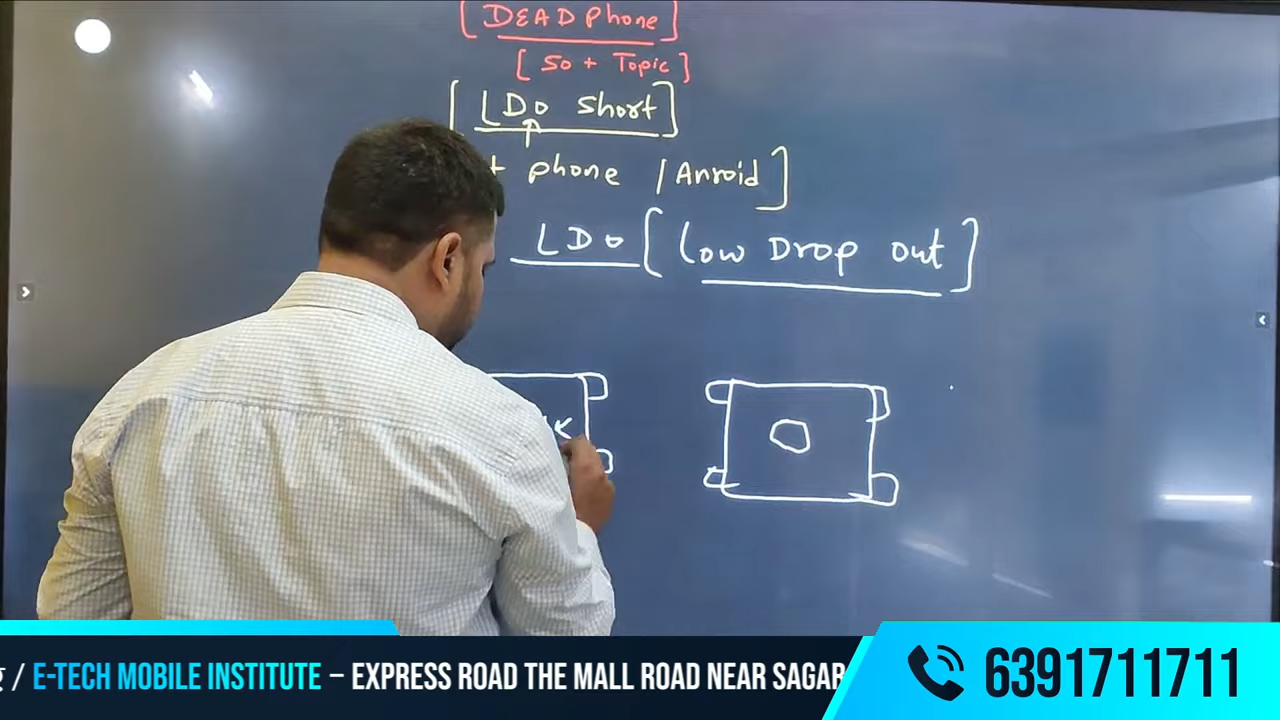 [ DEAD Phone ]
[ 50 + Topic ]
[ LDO Short ]
+ phone / Anroid ]
LDO [ Low Drop out ]
K
/ E-TECH MOBILE INSTITUTE – EXPRESS ROAD THE MALL ROAD NEAR SAGAR
6391711711